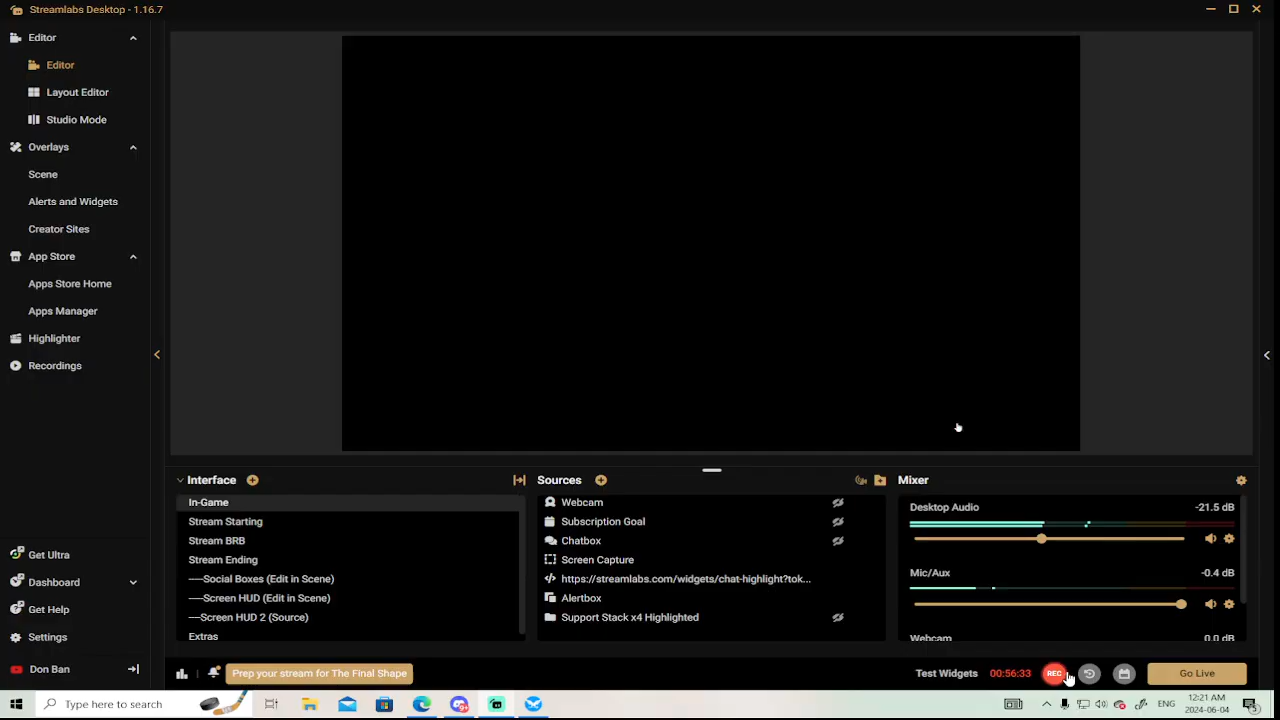 Streamlabs Desktop - 1.16.7
Editor
Editor
Layout Editor
Studio Mode
Overlays
Scene
Alerts and Widgets
Creator Sites
App Store
Apps Store Home
Apps Manager
Highlighter
Recordings
Get Ultra
Dashboard
Get Help
Settings
Don Ban
Interface
In-Game
Stream Starting
Stream BRB
Stream Ending
----Social Boxes (Edit in Scene)
----Screen HUD (Edit in Scene)
----Screen HUD 2 (Source)
Extras
Sources
Webcam
Subscription Goal
Chatbox
Screen Capture
https://streamlabs.com/widgets/chat-highlight?tok...
Alertbox
Support Stack x4 Highlighted
Mixer
Desktop Audio -21.5 dB
Mic/Aux -0.4 dB
Webcam 0.0 dB
Prep your stream for The Final Shape
Test Widgets 00:56:33 REC Go Live
Type here to search
ENG
12:21 AM
2024-06-04